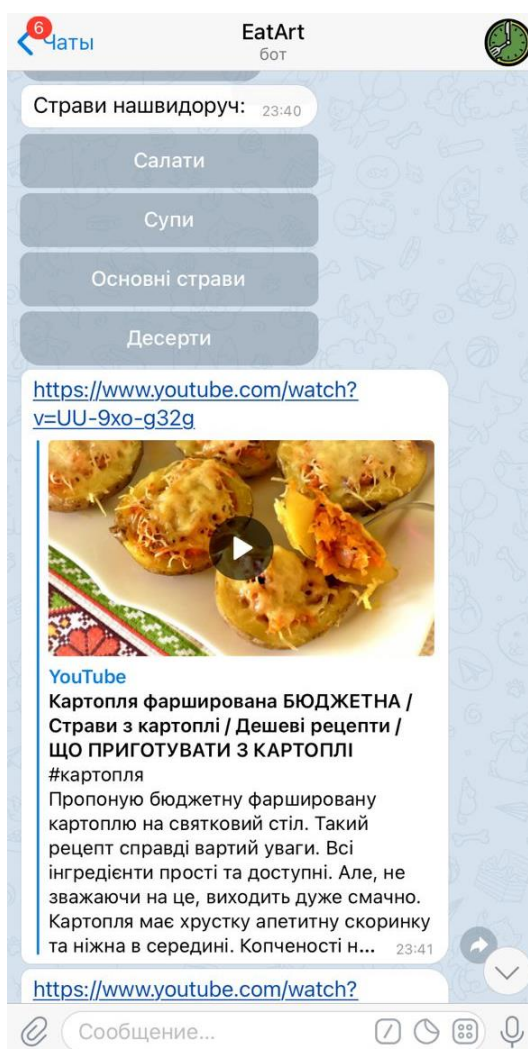 6
Чаты
EatArt
бот
Страви нашвидоруч: 23:40
Салати
Супи
Основні страви
Десерти
https://www.youtube.com/watch?
v=UU-9xo-g32g
YouTube
Картопля фарширована БЮДЖЕТНА /
Страви з картоплі / Дешеві рецепти /
ЩО ПРИГОТУВАТИ З КАРТОПЛІ
#картопля
Пропоную бюджетну фаршировану
картоплю на святковий стіл. Такий
рецепт справді вартий уваги. Всі
інгредієнти прості та доступні. Але, не
зважаючи на це, виходить дуже смачно.
Картопля має хрустку апетитну скоринку
та ніжна в середині. Копченості н... 23:41
https://www.youtube.com/watch?
Сообщение...